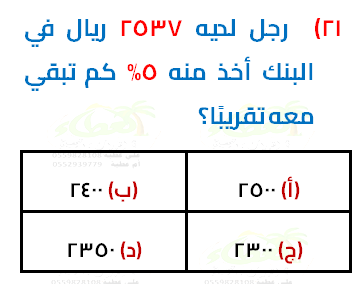 ٢١) رجل لديه ٢٥٣٧ ريال في
البنك أخذ منه ٥% كم تبقي
معه تقريبًا؟
(أ) ٢٥٠٠
(ب) ٢٤٠٠
(ج) ٢٣٠٠
(د) ٢٣٥٠